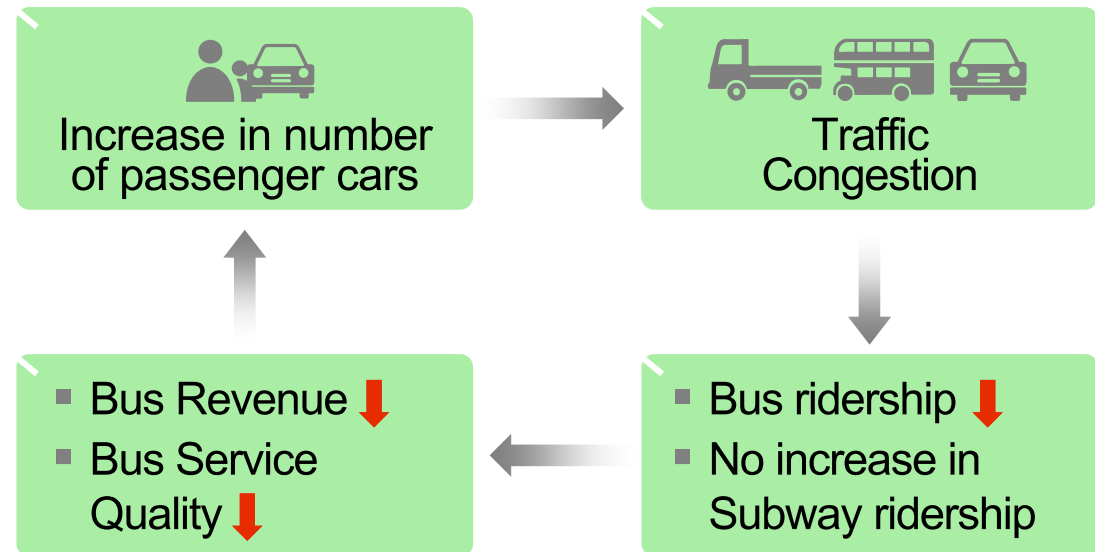 Increase in number
of passenger cars
Traffic
Congestion
Bus Revenue
Bus Service
Quality
Bus ridership
No increase in
Subway ridership